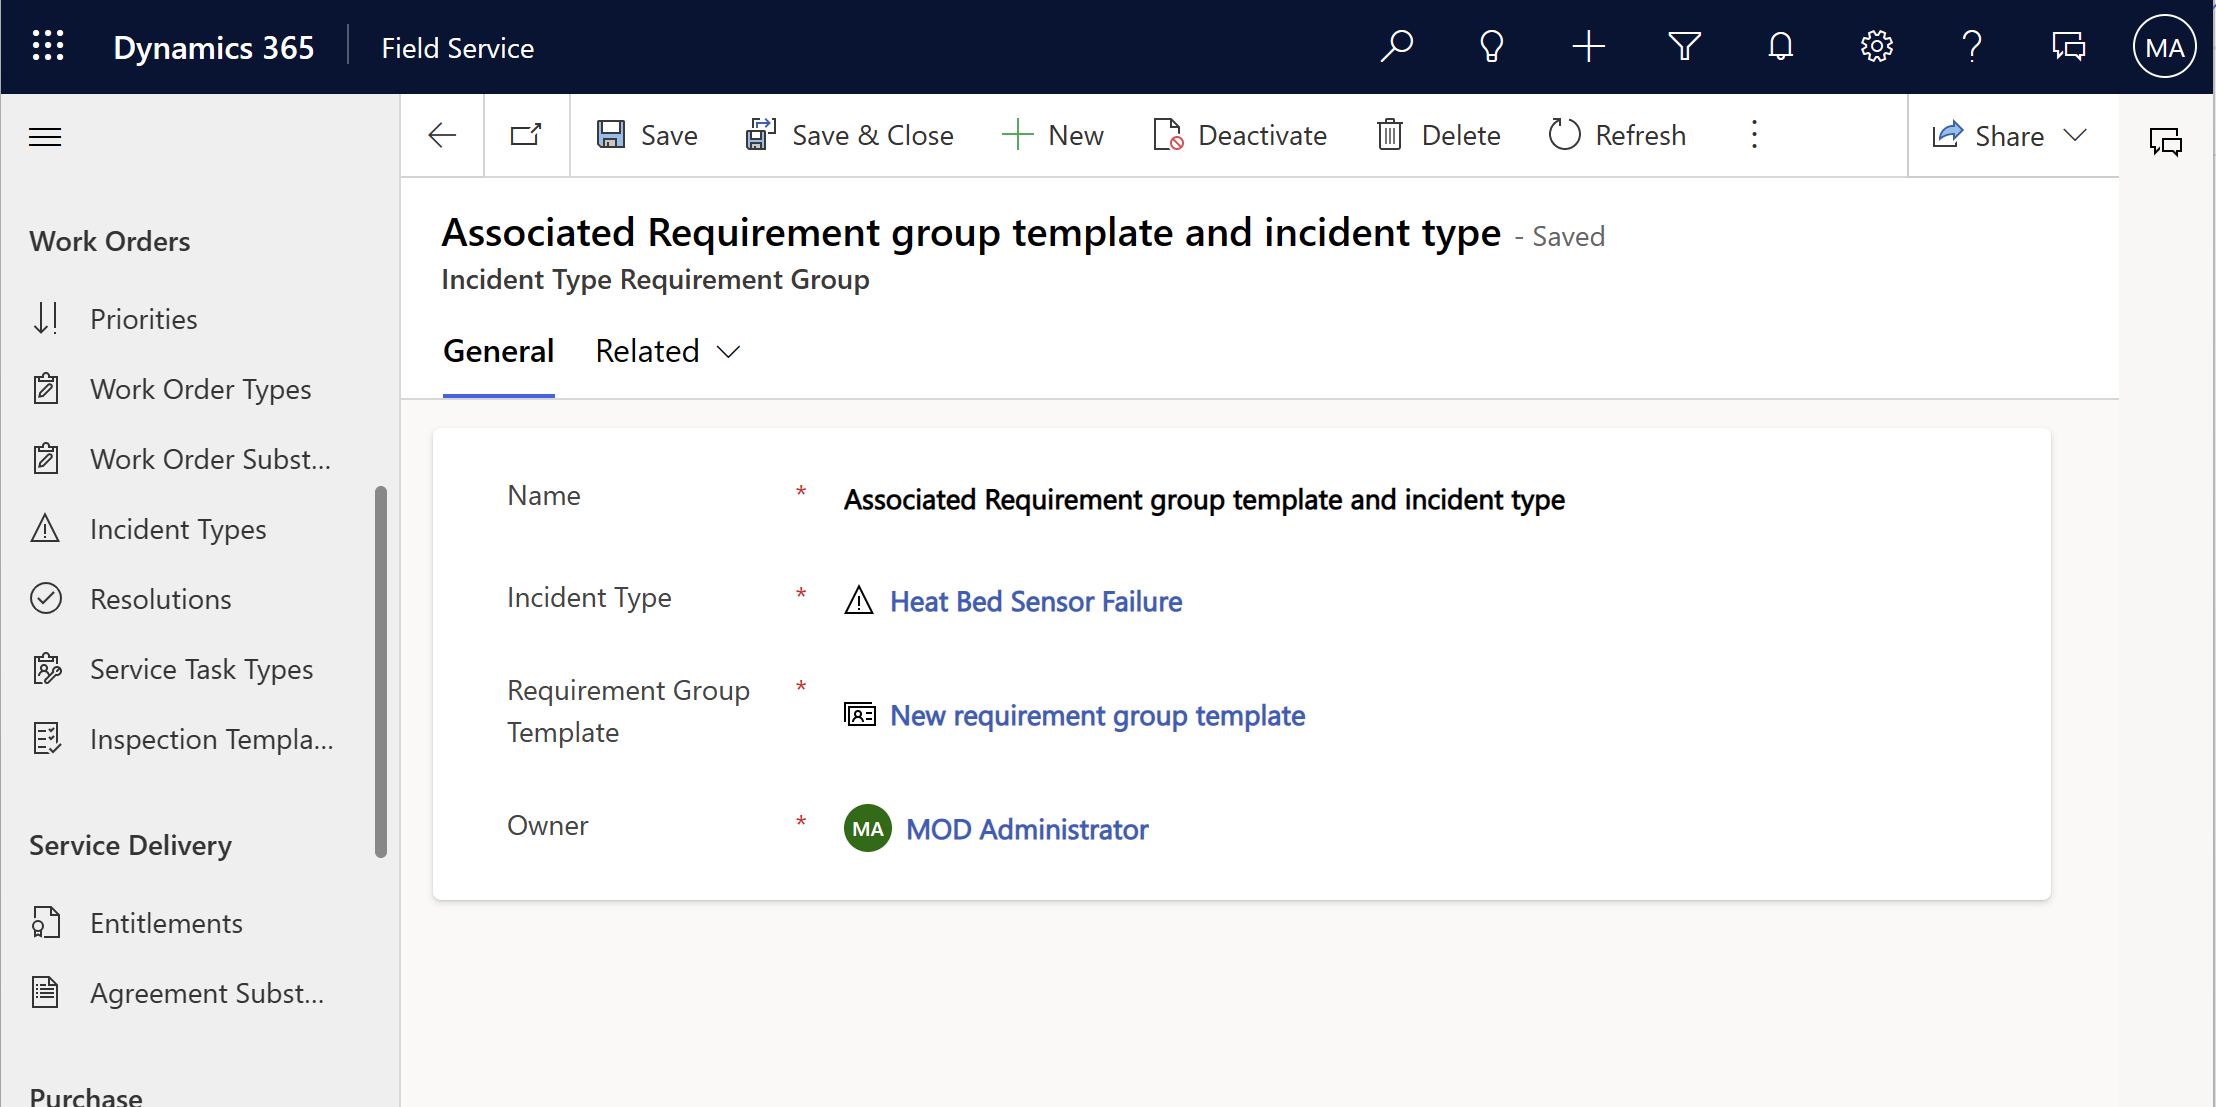 Dynamics 365
Field Service
MA
Save
Save & Close
New
Deactivate
Delete
Refresh
Share
Work Orders
Priorities
Work Order Types
Work Order Subst...
Incident Types
Resolutions
Service Task Types
Inspection Templa...
Service Delivery
Entitlements
Agreement Subst...
Purchase
Associated Requirement group template and incident type - Saved
Incident Type Requirement Group
General
Related
Name * Associated Requirement group template and incident type
Incident Type * Heat Bed Sensor Failure
Requirement Group *
Template
New requirement group template
Owner * MA MOD Administrator